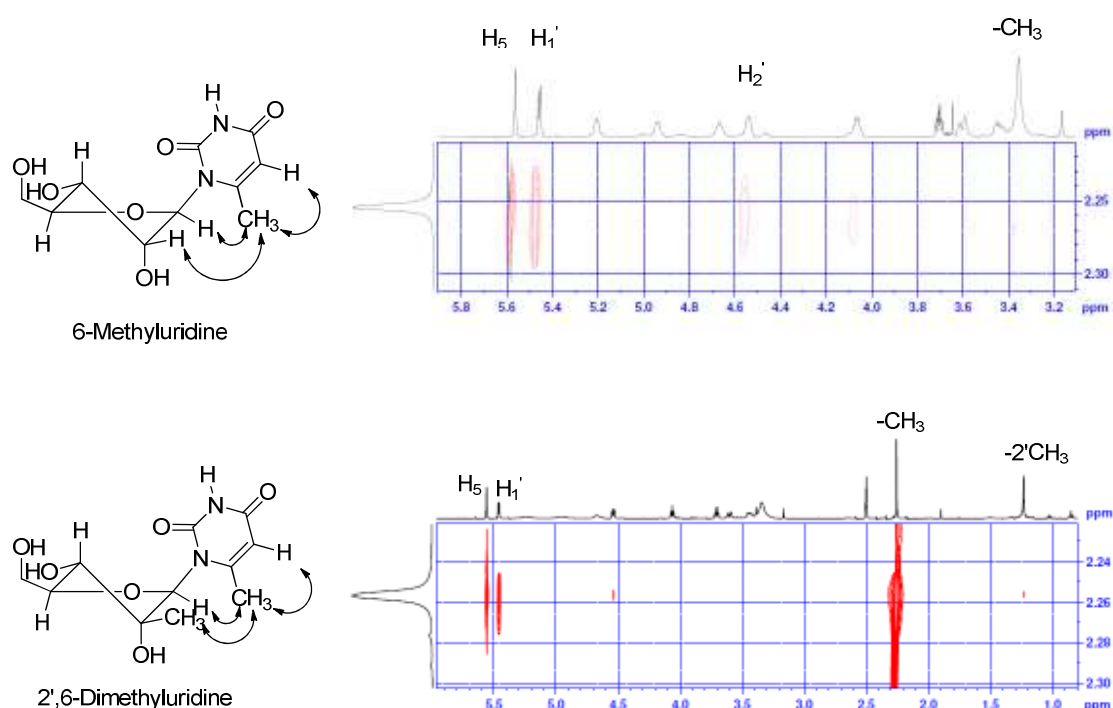 H5 H1' H2' -CH3
H
O N O
OH H O
HO N H
O H CH3
H H
OH
6-Methyluridine
ppm
2.25
2.30
5.8 5.6 5.4 5.2 5.0 4.8 4.6 4.4 4.2 4.0 3.8 3.6 3.4 3.2 ppm
-CH3
-2'CH3
H5 H1'
H
O N O
OH O H
HO N
O H CH3
H CH3
OH
2',6-Dimethyluridine
ppm
2.24
2.26
2.28
2.30
5.5 5.0 4.5 4.0 3.5 3.0 2.5 2.0 1.5 1.0 ppm